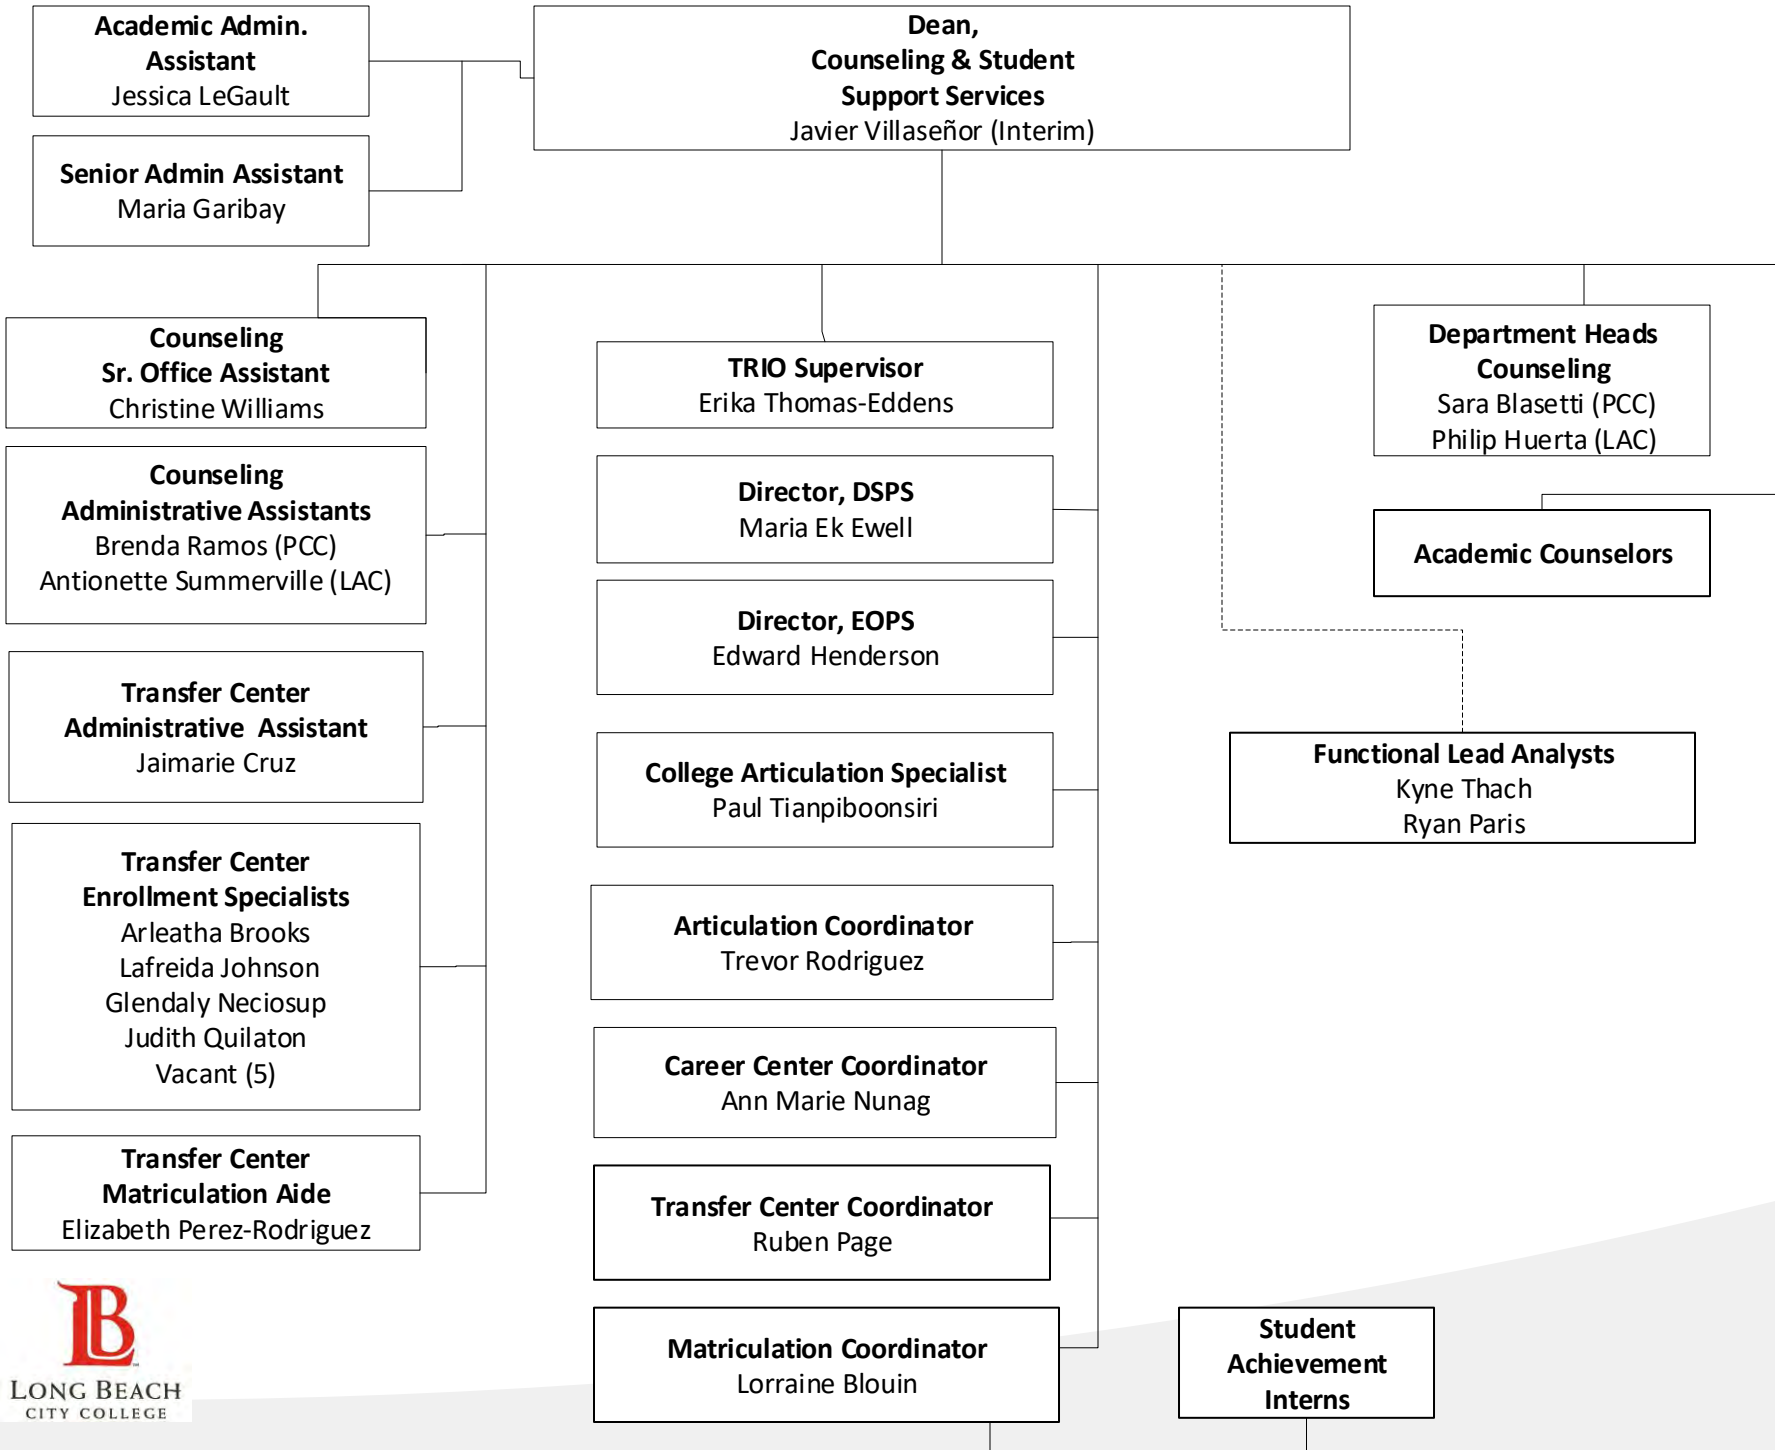 Academic Admin.
Assistant
Jessica LeGault
Dean,
Counseling & Student
Support Services
Javier Villaseñor (Interim)
Senior Admin Assistant
Maria Garibay
Counseling
Sr. Office Assistant
Christine Williams
Counseling
Administrative Assistants
Brenda Ramos (PCC)
Antionette Summerville (LAC)
Transfer Center
Administrative Assistant
Jaimarie Cruz
Transfer Center
Enrollment Specialists
Arleatha Brooks
Lafreida Johnson
Glendaly Neciosup
Judith Quilaton
Vacant (5)
Transfer Center
Matriculation Aide
Elizabeth Perez-Rodriguez
TRIO Supervisor
Erika Thomas-Eddens
Director, DSPS
Maria Ek Ewell
Director, EOPS
Edward Henderson
College Articulation Specialist
Paul Tianpiboonsiri
Articulation Coordinator
Trevor Rodriguez
Career Center Coordinator
Ann Marie Nunag
Transfer Center Coordinator
Ruben Page
Matriculation Coordinator
Lorraine Blouin
Department Heads
Counseling
Sara Blasetti (PCC)
Philip Huerta (LAC)
Academic Counselors
Functional Lead Analysts
Kyne Thach
Ryan Paris
Student
Achievement
Interns
LB
LONG BEACH
CITY COLLEGE